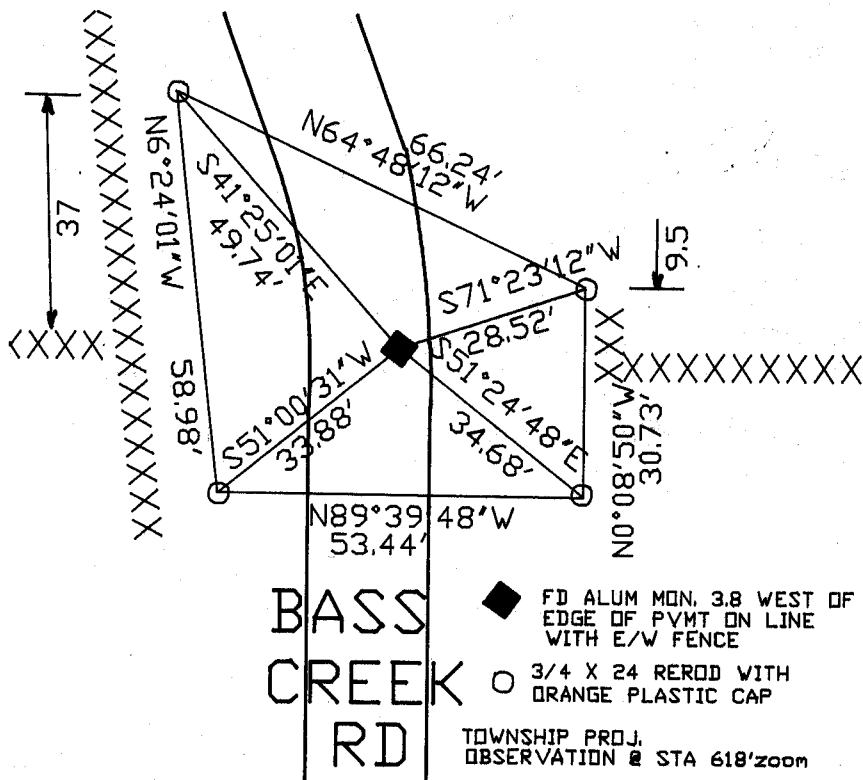 37
N6°24'01"W
58.98'
S41°25'01"E
49.74'
66.24'
N64°48'12"W
9.5
S71°23'12"W
28.52'
S51°00'31"W
33.88'
S51°24'48"E
34.68'
N0°08'50"W
30.73'
N89°39'48"W
53.44'
XXXX
XXXXXXXXXXX
BASS
CREEK
RD
FD ALUM MON. 3.8 WEST OF
EDGE OF PVMT ON LINE
WITH E/W FENCE
3/4 X 24 REROD WITH
ORANGE PLASTIC CAP
TOWNSHIP PROJ.
OBSERVATION @ STA 618'zoom